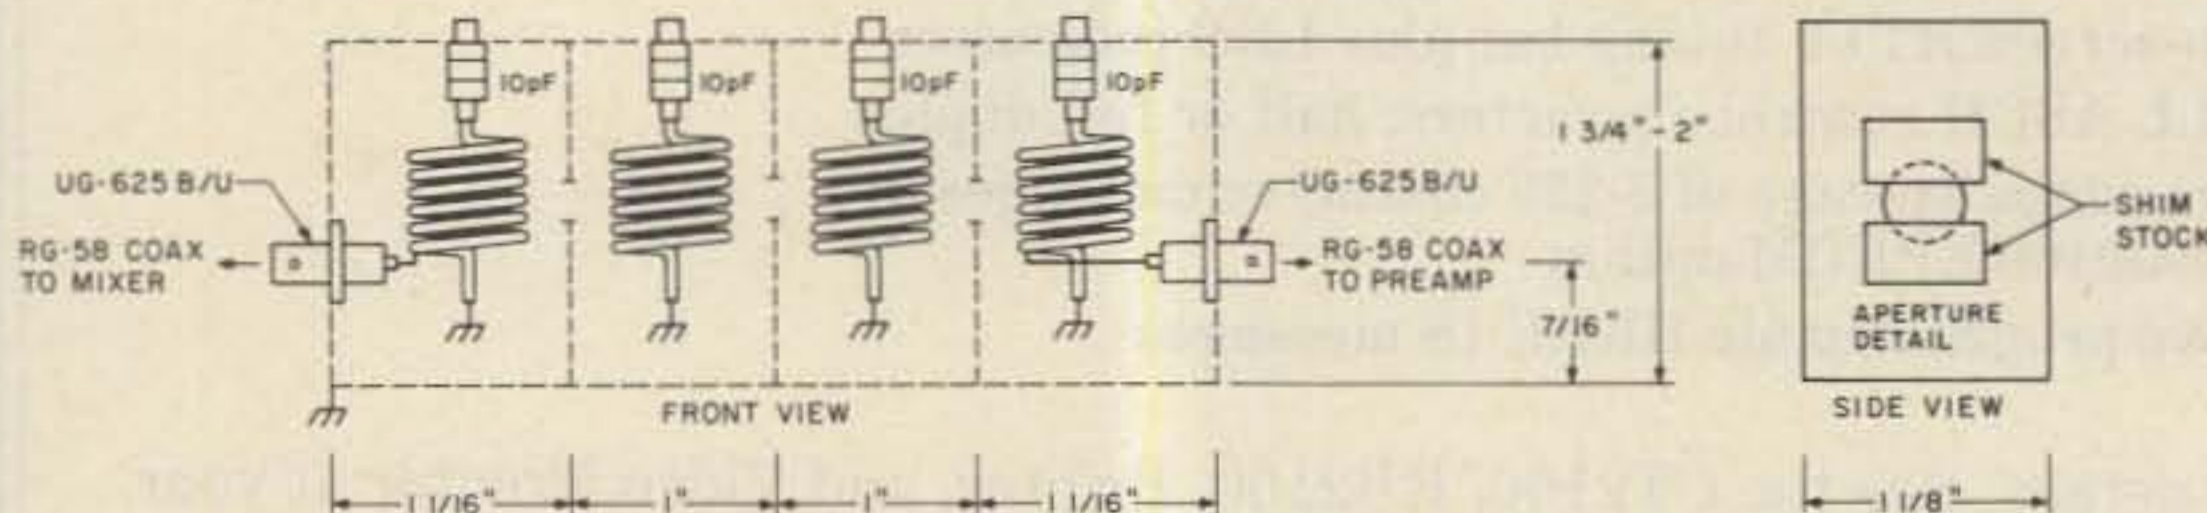 10pF
10pF
10pF
10pF
1 3/4" - 2"
UG-625 B/U
UG-625 B/U
RG-58 COAX
TO MIXER
RG-58 COAX
TO PREAMP
7/16"
SHIM
STOCK
APERTURE
DETAIL
FRONT VIEW
SIDE VIEW
1 1/16"
1"
1"
1 1/16"
1 1/8"